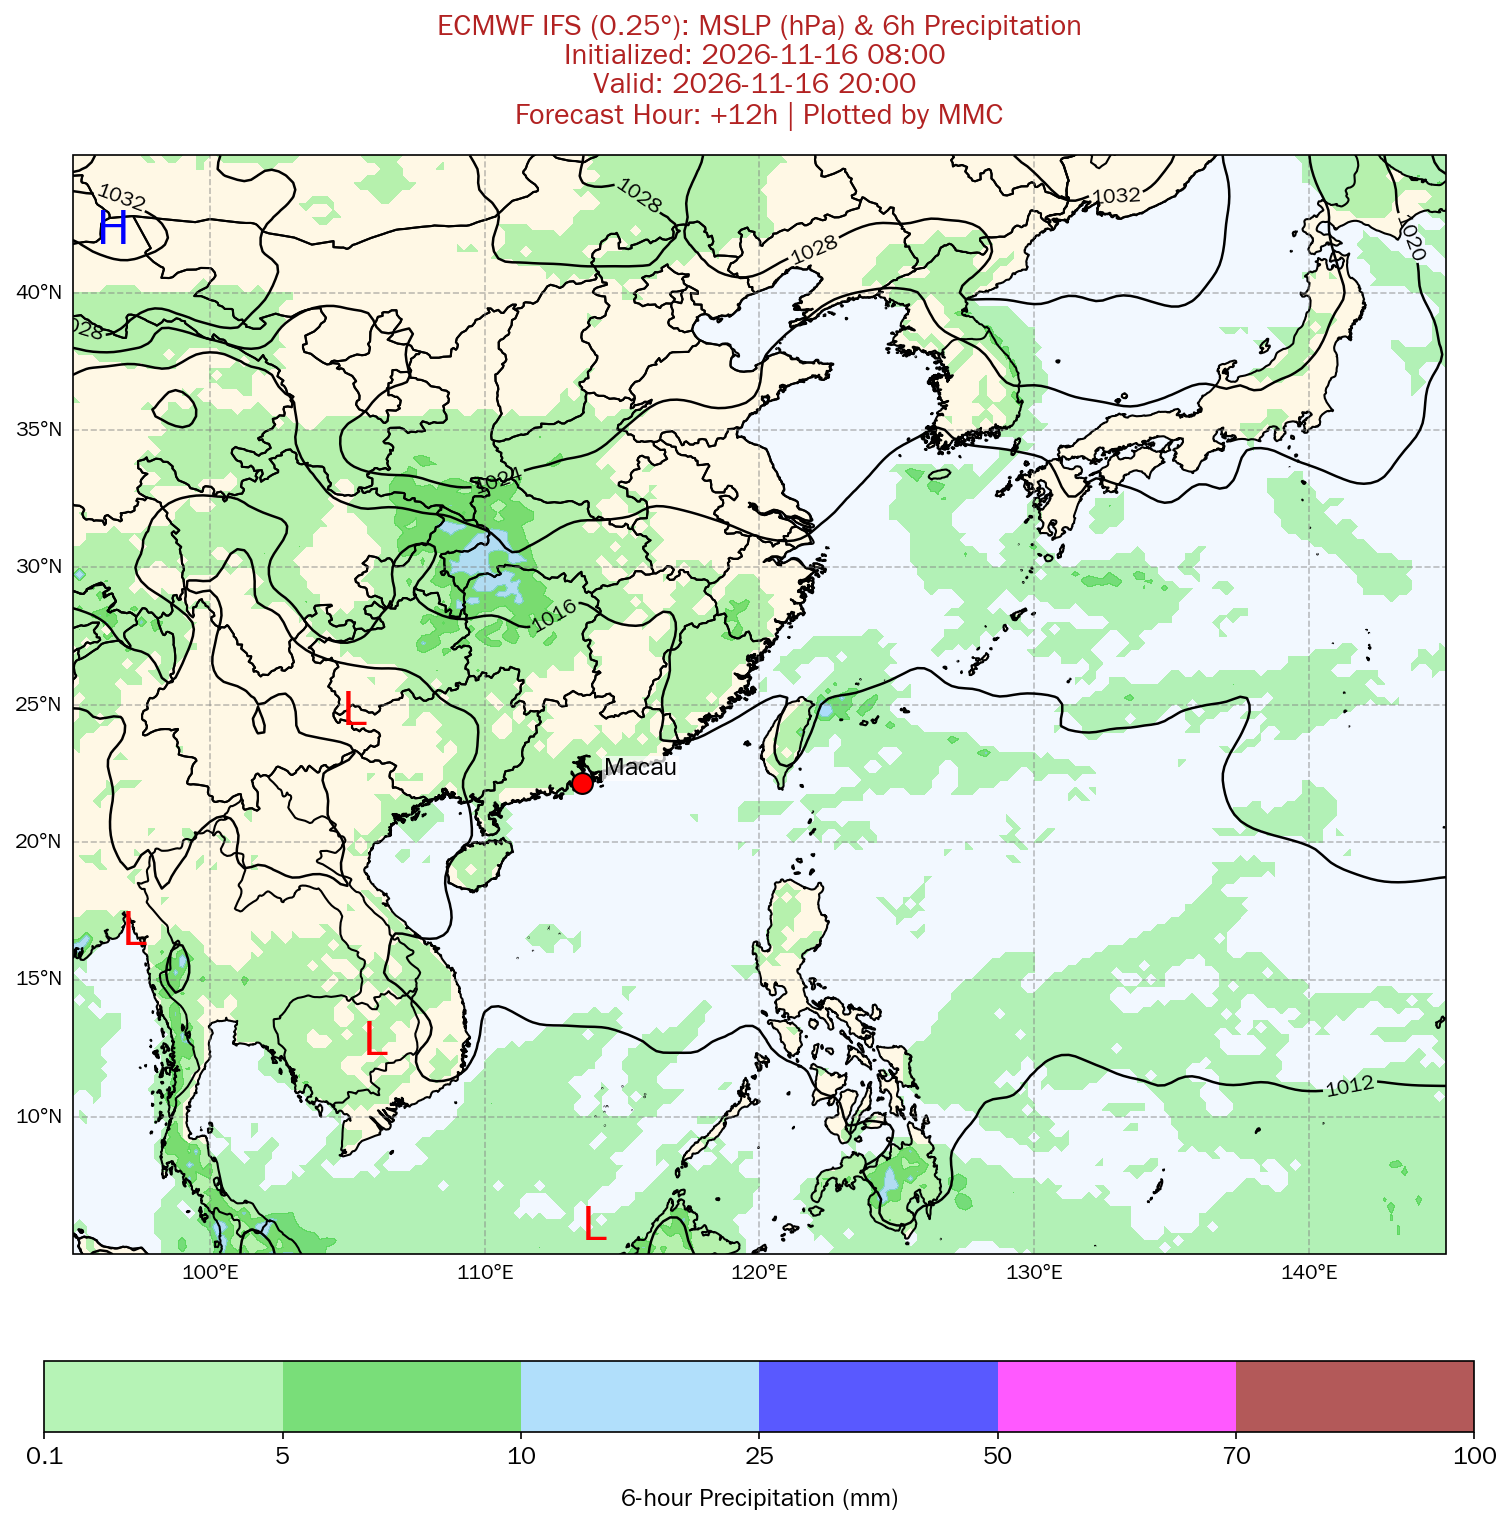 ECMWF IFS (0.25°): MSLP (hPa) & 6h Precipitation
Initialized: 2026-11-16 08:00
Valid: 2026-11-16 20:00
Forecast Hour: +12h | Plotted by MMC
1032
1028
1032
H
1028
1020
40°N
028
35°N
1024
30°N
1016
L
25°N
Macau
20°N
L
15°N
L
1012
10°N
L
100°E 110°E 120°E 130°E 140°E
0.1 5 10 25 50 70 100
6-hour Precipitation (mm)